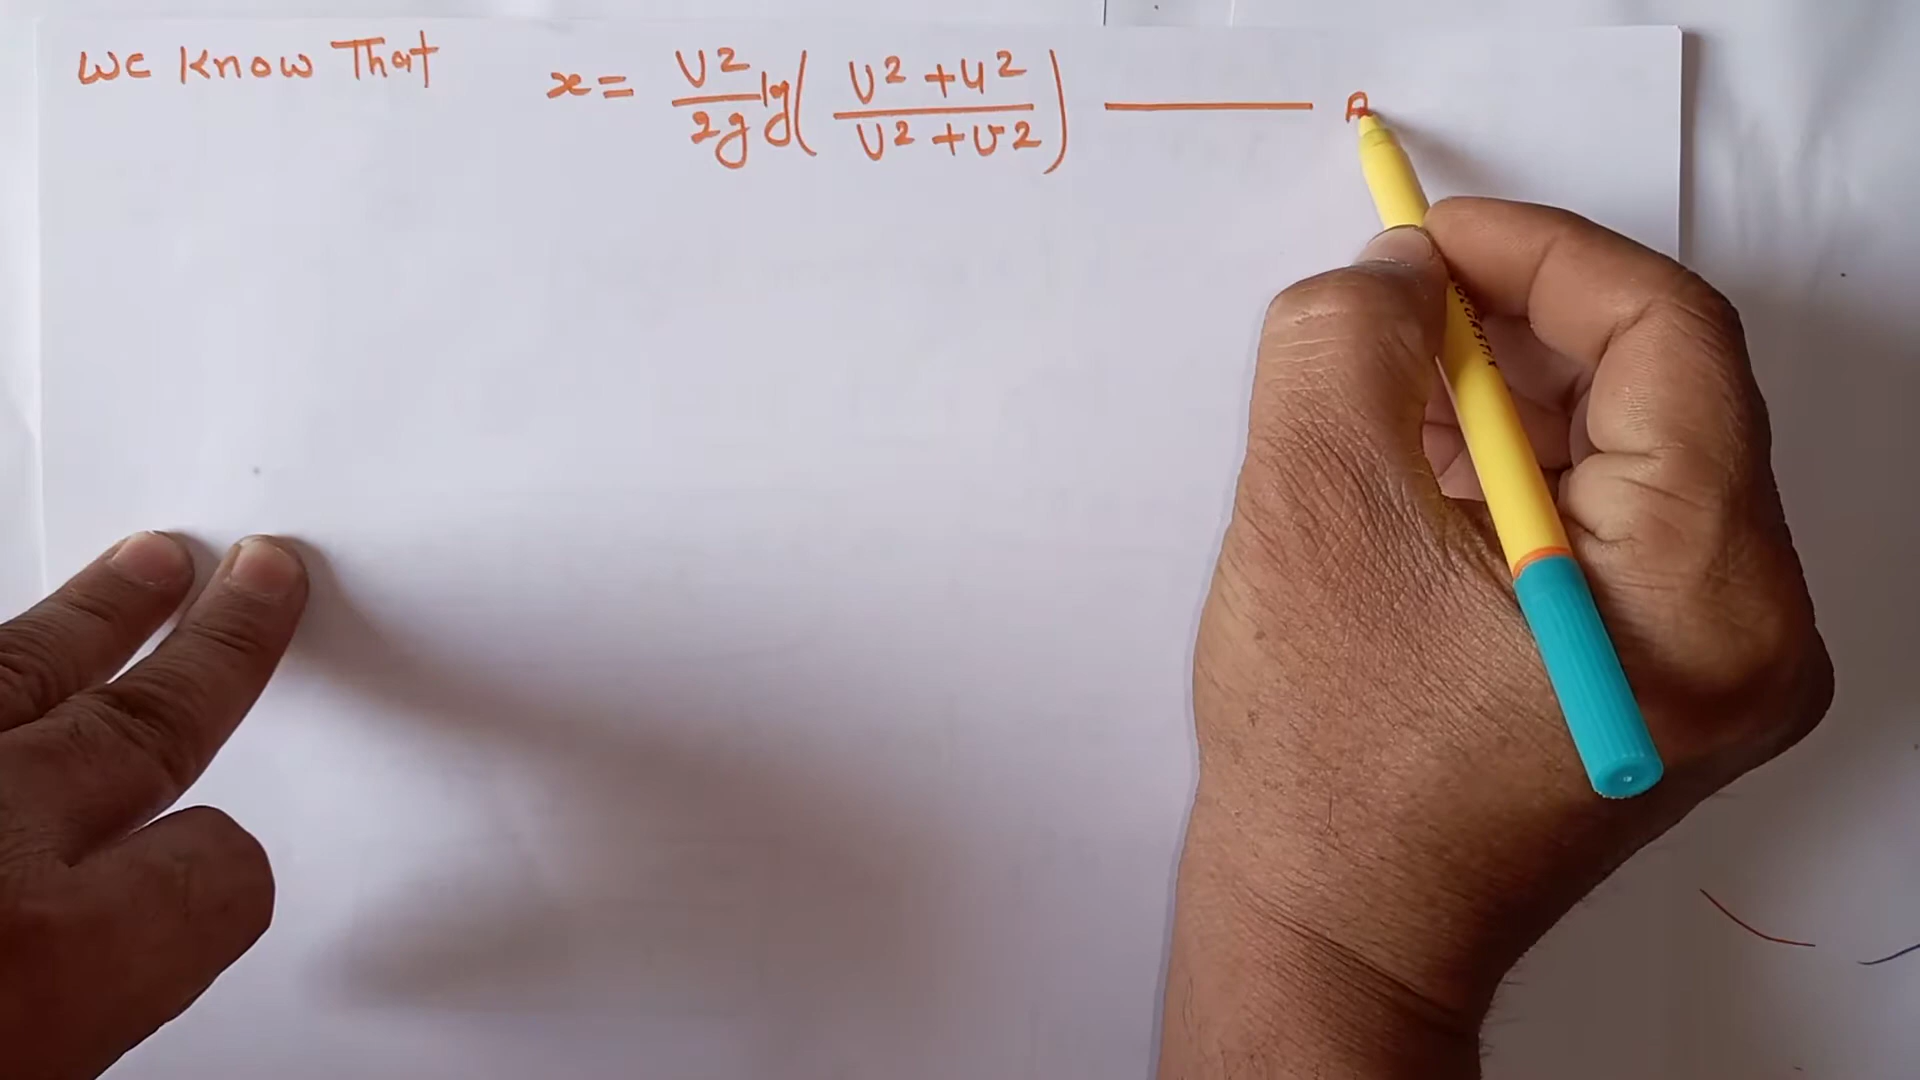 We Know That x = V2/2g log( V2 + u2 / V2 + v2 ) ——— A